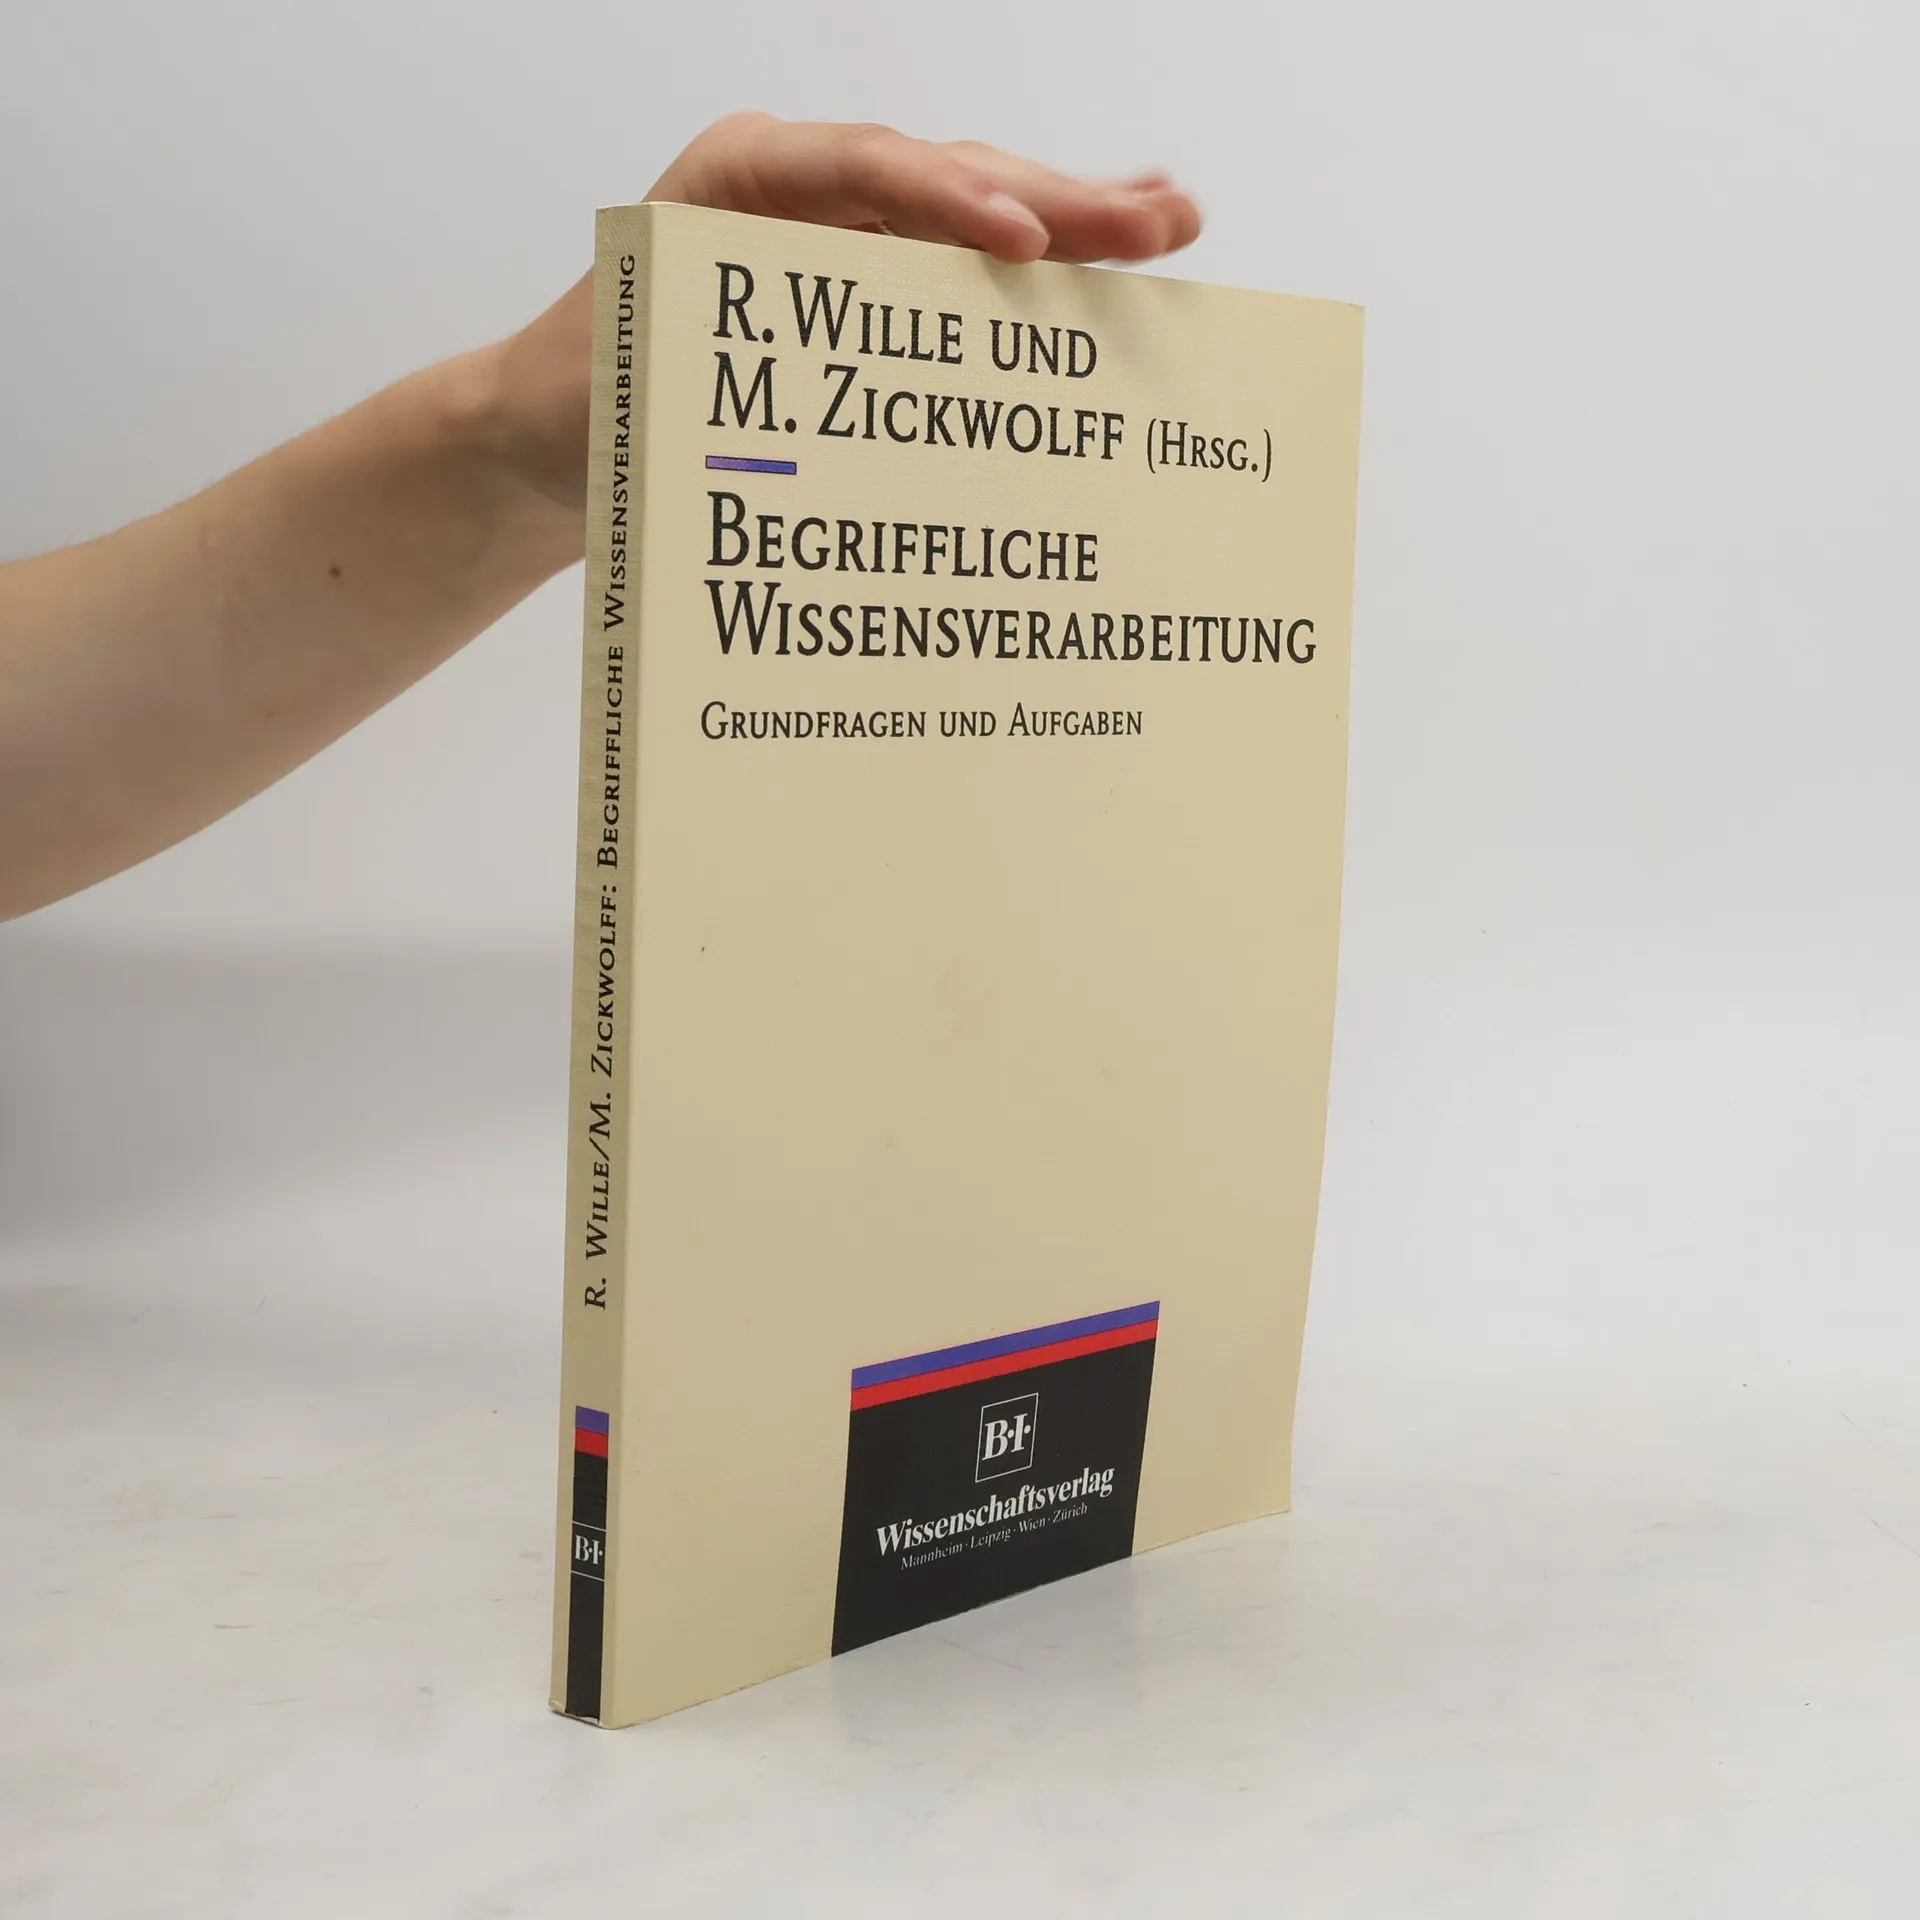 R. WILLE UND
M. ZICKWOLFF (HRSG.)
BEGRIFFLICHE
WISSENSVERARBEITUNG
GRUNDFRAGEN UND AUFGABEN
B·I·
Wissenschaftsverlag
Mannheim · Leipzig · Wien · Zürich
R. WILLE/M. ZICKWOLFF: BEGRIFFLICHE WISSENSVERARBEITUNG
B·I·